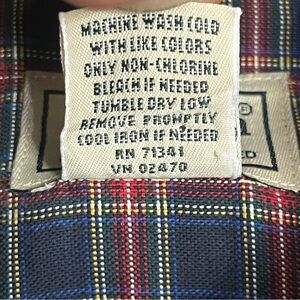 MACHINE WASH COLD
WITH LIKE COLORS
ONLY NON-CHLORINE
BLEACH IF NEEDED
TUMBLE DRY LOW
REMOVE PROMPTLY
COOL IRON IF NEEDED
RN 71341
VN 02470
®